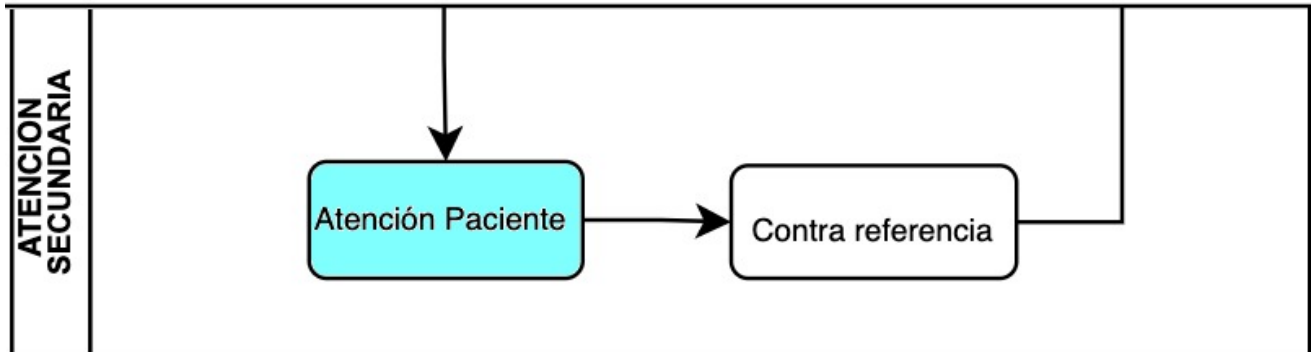 ATENCION
SECUNDARIA
Atención Paciente
Contra referencia